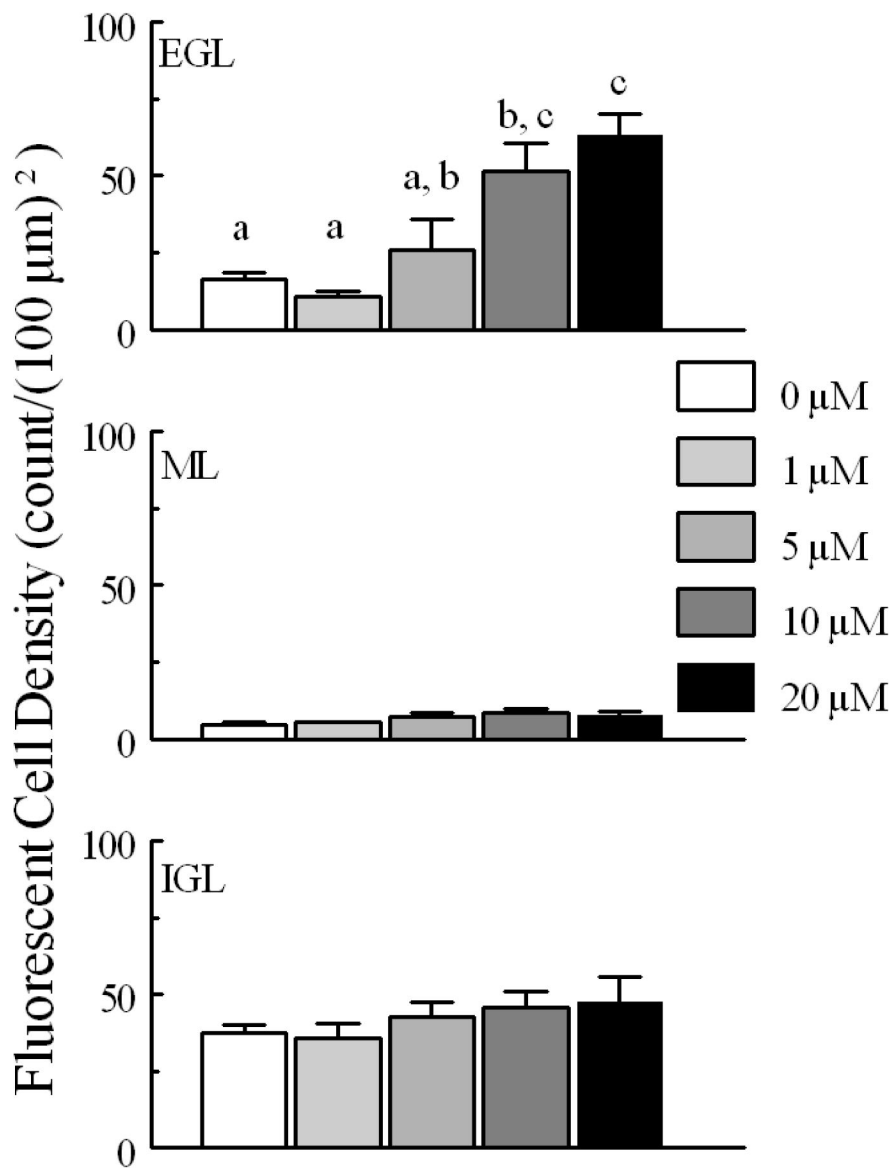 Fluorescent Cell Density (count/(100 µm)²)
100
EGL
50
0
a
a
a, b
b, c
c
100
ML
50
0
0 µM
1 µM
5 µM
10 µM
20 µM
100
IGL
50
0